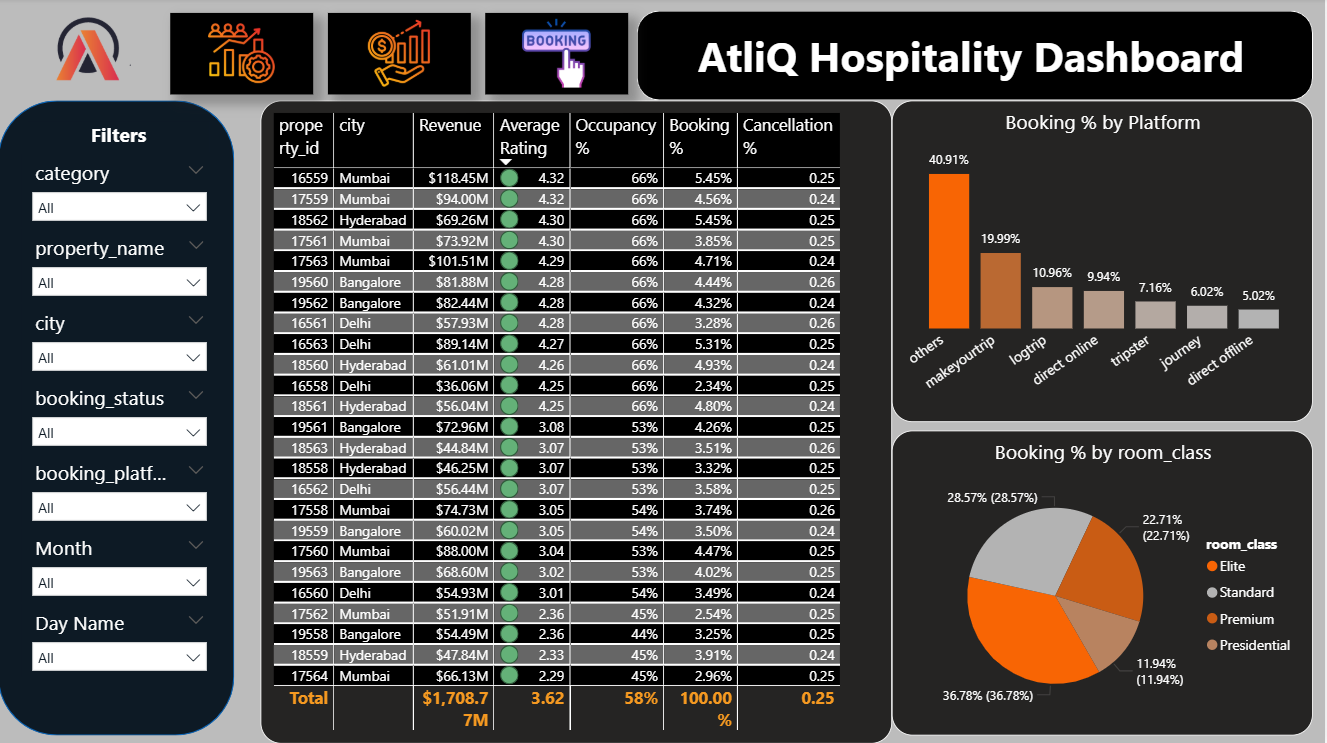 BOOKING
AtliQ Hospitality Dashboard
Filters
category
All
property_name
All
city
All
booking_status
All
booking_platf...
All
Month
All
Day Name
All
prope city Revenue Average Occupancy Booking Cancellation
rty_id Rating % % %
16559 Mumbai $118.45M 4.32 66% 5.45% 0.25
17559 Mumbai $94.00M 4.32 66% 4.56% 0.24
18562 Hyderabad $69.26M 4.30 66% 5.45% 0.25
17561 Mumbai $73.92M 4.30 66% 3.85% 0.25
17563 Mumbai $101.51M 4.29 66% 4.71% 0.24
19560 Bangalore $81.88M 4.28 66% 4.44% 0.26
19562 Bangalore $82.44M 4.28 66% 4.32% 0.24
16561 Delhi $57.93M 4.28 66% 3.28% 0.26
16563 Delhi $89.14M 4.27 66% 5.31% 0.25
18560 Hyderabad $61.01M 4.26 66% 4.93% 0.24
16558 Delhi $36.06M 4.25 66% 2.34% 0.25
18561 Hyderabad $56.04M 4.25 66% 4.80% 0.24
19561 Bangalore $72.96M 3.08 53% 4.26% 0.25
18563 Hyderabad $44.84M 3.07 53% 3.51% 0.26
18558 Hyderabad $46.25M 3.07 53% 3.32% 0.25
16562 Delhi $56.44M 3.07 53% 3.58% 0.25
17558 Mumbai $74.73M 3.05 54% 3.74% 0.26
19559 Bangalore $60.02M 3.05 54% 3.50% 0.24
17560 Mumbai $88.00M 3.04 53% 4.47% 0.25
19563 Bangalore $68.60M 3.02 53% 4.02% 0.25
16560 Delhi $54.93M 3.01 54% 3.49% 0.24
17562 Mumbai $51.91M 2.36 45% 2.54% 0.25
19558 Bangalore $54.49M 2.36 44% 3.25% 0.25
18559 Hyderabad $47.84M 2.33 45% 3.91% 0.24
17564 Mumbai $66.13M 2.29 45% 2.96% 0.25
Total $1,708.7 3.62 58% 100.00 0.25
7M %
Booking % by Platform
40.91%
19.99%
10.96%
9.94%
7.16%
6.02%
5.02%
others
makeyourtrip
logtrip
direct online
tripster
journey
direct offline
Booking % by room_class
28.57% (28.57%)
22.71%
(22.71%)
11.94%
(11.94%)
36.78% (36.78%)
room_class
Elite
Standard
Premium
Presidential